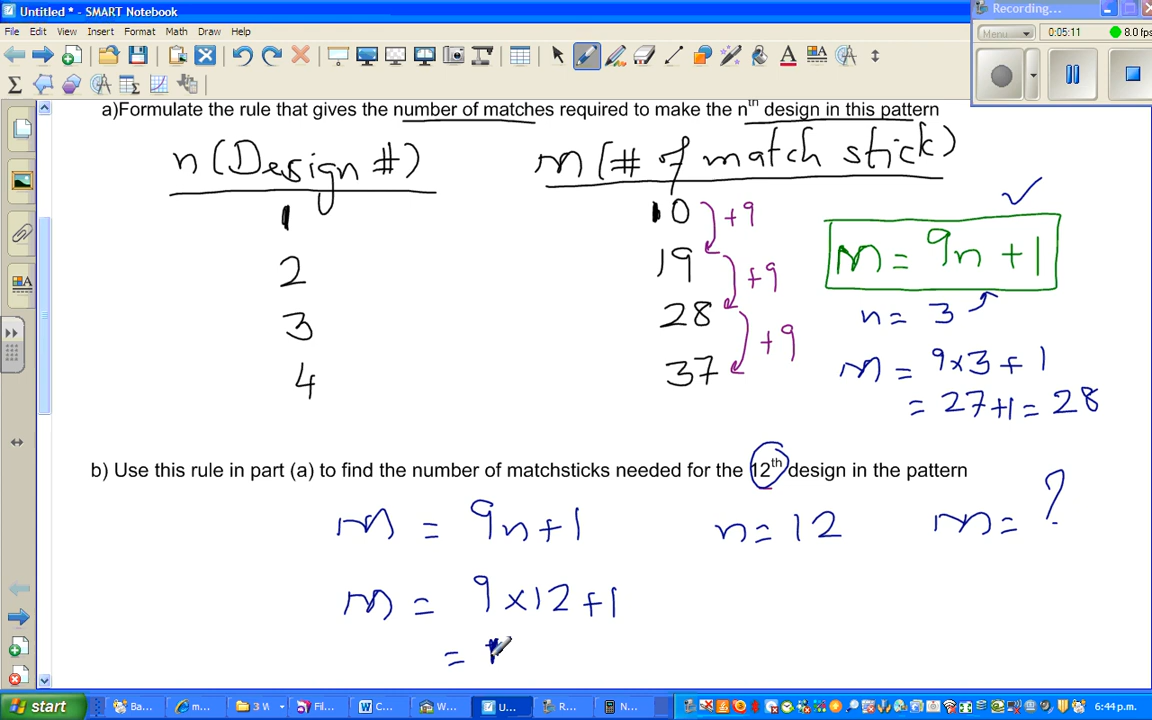 Untitled * - SMART Notebook
Recording...
File Edit View Insert Format Math Draw Help
Menu
0:05:11
8.0 fps
a)Formulate the rule that gives the number of matches required to make the nth design in this pattern
n (Design #) m (# of match stick)
1 10 +9
2 19 +9
3 28 +9
4 37
m = 9n + 1
n = 3
m = 9x3 + 1
= 27+1 = 28
b) Use this rule in part (a) to find the number of matchsticks needed for the 12th design in the pattern
m = 9n+1 n = 12 m = ?
m = 9 x 12 + 1
=
start Ba... m... 3 W Fil... C... W... U... R... N... 6:44 p.m.